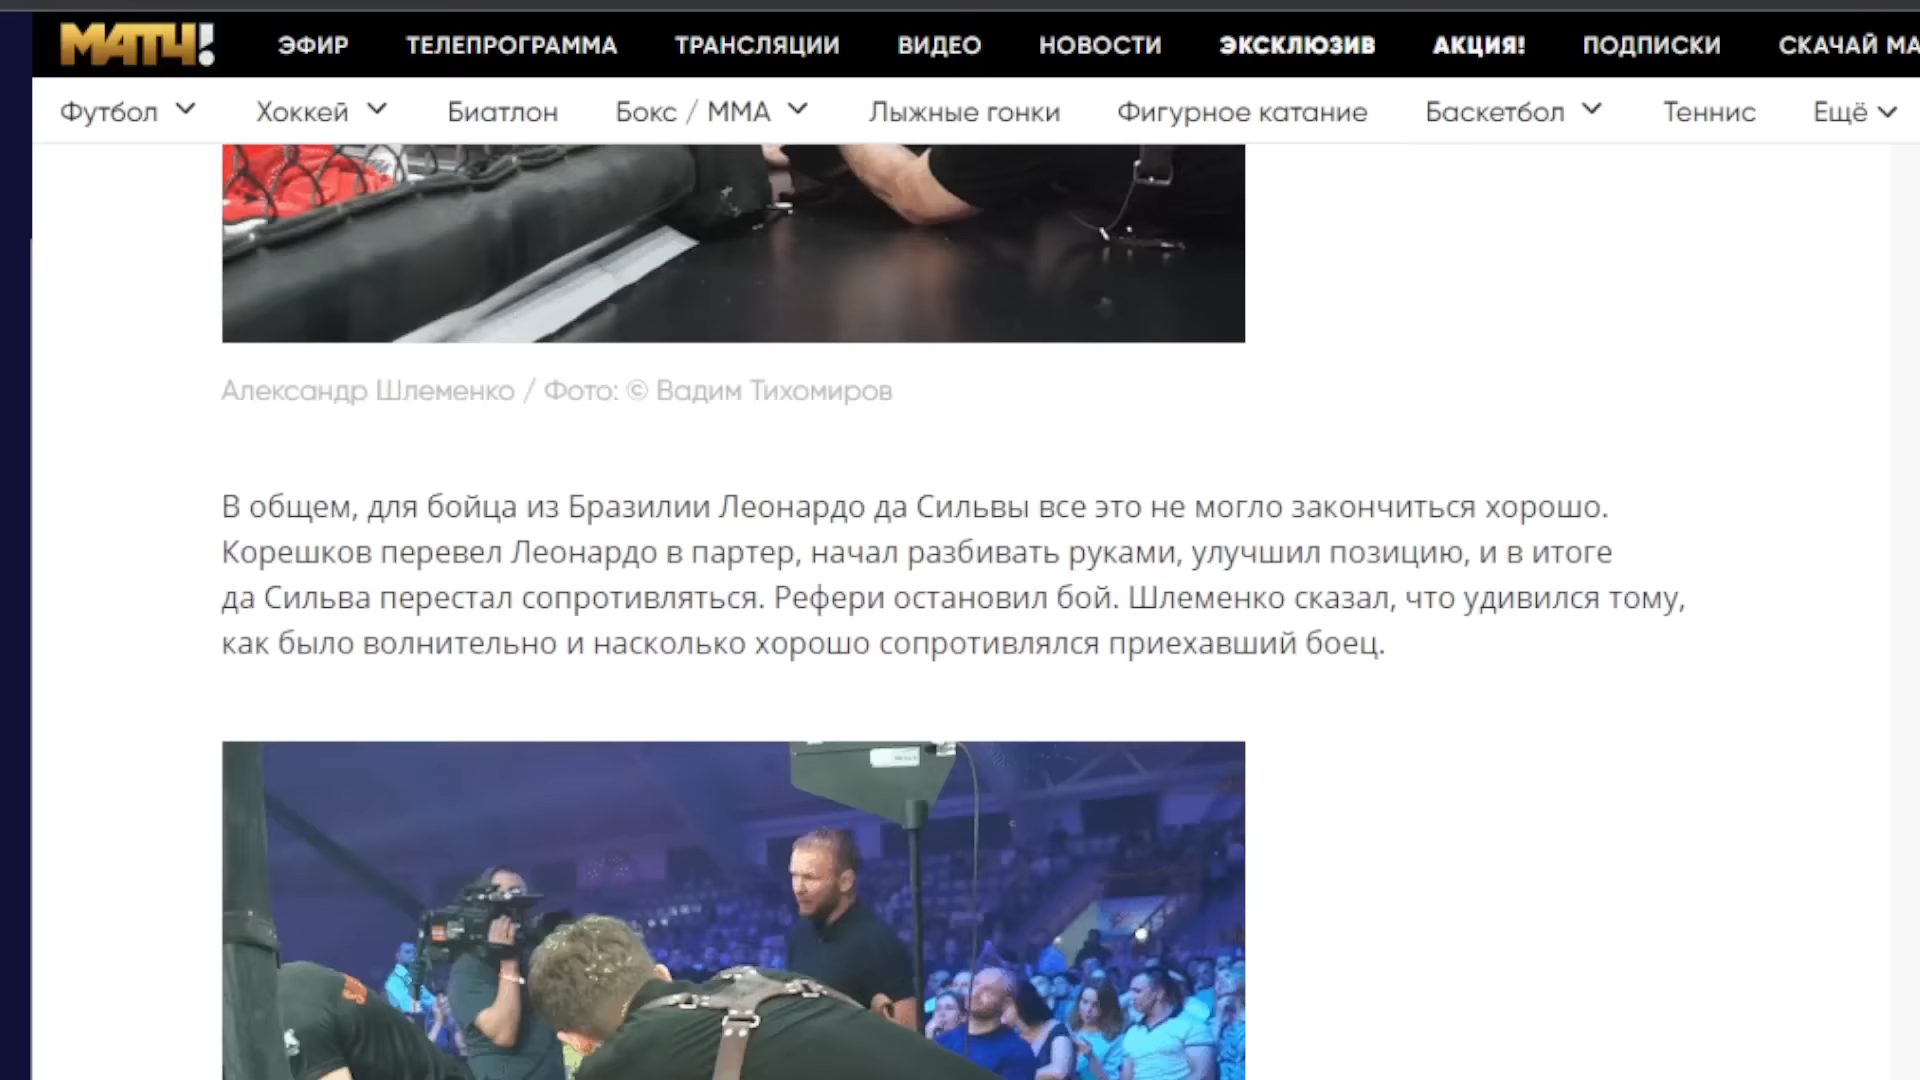 МАТЧ! ЭФИР ТЕЛЕПРОГРАММА ТРАНСЛЯЦИИ ВИДЕО НОВОСТИ ЭКСКЛЮЗИВ АКЦИЯ! ПОДПИСКИ СКАЧАЙ МА
Футбол Хоккей Биатлон Бокс / ММА Лыжные гонки Фигурное катание Баскетбол Теннис Ещё
Александр Шлеменко / Фото: © Вадим Тихомиров
В общем, для бойца из Бразилии Леонардо да Сильвы все это не могло закончиться хорошо.
Корешков перевел Леонардо в партер, начал разбивать руками, улучшил позицию, и в итоге
да Сильва перестал сопротивляться. Рефери остановил бой. Шлеменко сказал, что удивился тому,
как было волнительно и насколько хорошо сопротивлялся приехавший боец.